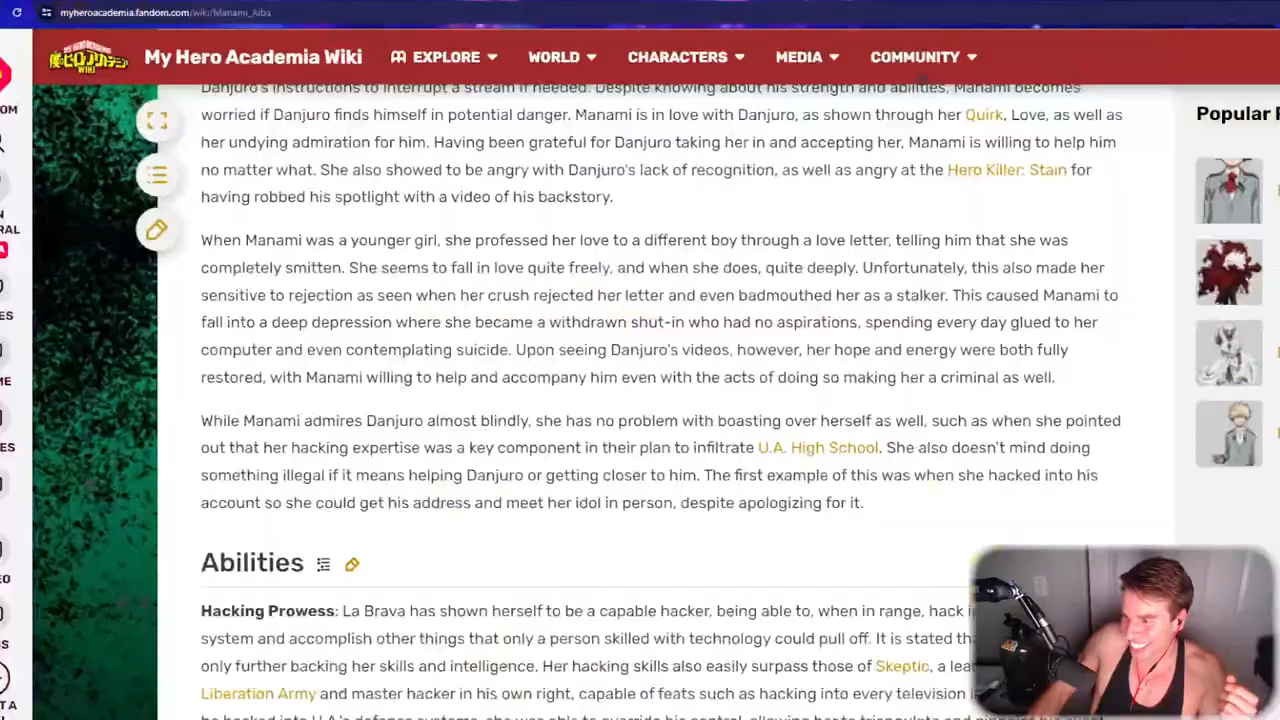 myheroacademia.fandom.com/wiki/Manami_Aiba
MY HERO ACADEMIA
僕のヒーローアカデミア
WIKI
My Hero Academia Wiki
EXPLORE
WORLD
CHARACTERS
MEDIA
COMMUNITY
Danjuro's instructions to interrupt a stream if needed. Despite knowing about his strength and abilities, Manami becomes
worried if Danjuro finds himself in potential danger. Manami is in love with Danjuro, as shown through her Quirk, Love, as well as
her undying admiration for him. Having been grateful for Danjuro taking her in and accepting her, Manami is willing to help him
no matter what. She also showed to be angry with Danjuro's lack of recognition, as well as angry at the Hero Killer: Stain for
having robbed his spotlight with a video of his backstory.
When Manami was a younger girl, she professed her love to a different boy through a love letter, telling him that she was
completely smitten. She seems to fall in love quite freely, and when she does, quite deeply. Unfortunately, this also made her
sensitive to rejection as seen when her crush rejected her letter and even badmouthed her as a stalker. This caused Manami to
fall into a deep depression where she became a withdrawn shut-in who had no aspirations, spending every day glued to her
computer and even contemplating suicide. Upon seeing Danjuro's videos, however, her hope and energy were both fully
restored, with Manami willing to help and accompany him even with the acts of doing so making her a criminal as well.
While Manami admires Danjuro almost blindly, she has no problem with boasting over herself as well, such as when she pointed
out that her hacking expertise was a key component in their plan to infiltrate U.A. High School. She also doesn't mind doing
something illegal if it means helping Danjuro or getting closer to him. The first example of this was when she hacked into his
account so she could get his address and meet her idol in person, despite apologizing for it.
Abilities
Hacking Prowess: La Brava has shown herself to be a capable hacker, being able to, when in range, hack
system and accomplish other things that only a person skilled with technology could pull off. It is stated
only further backing her skills and intelligence. Her hacking skills also easily surpass those of Skeptic, a
Liberation Army and master hacker in his own right, capable of feats such as hacking into every television
Popular